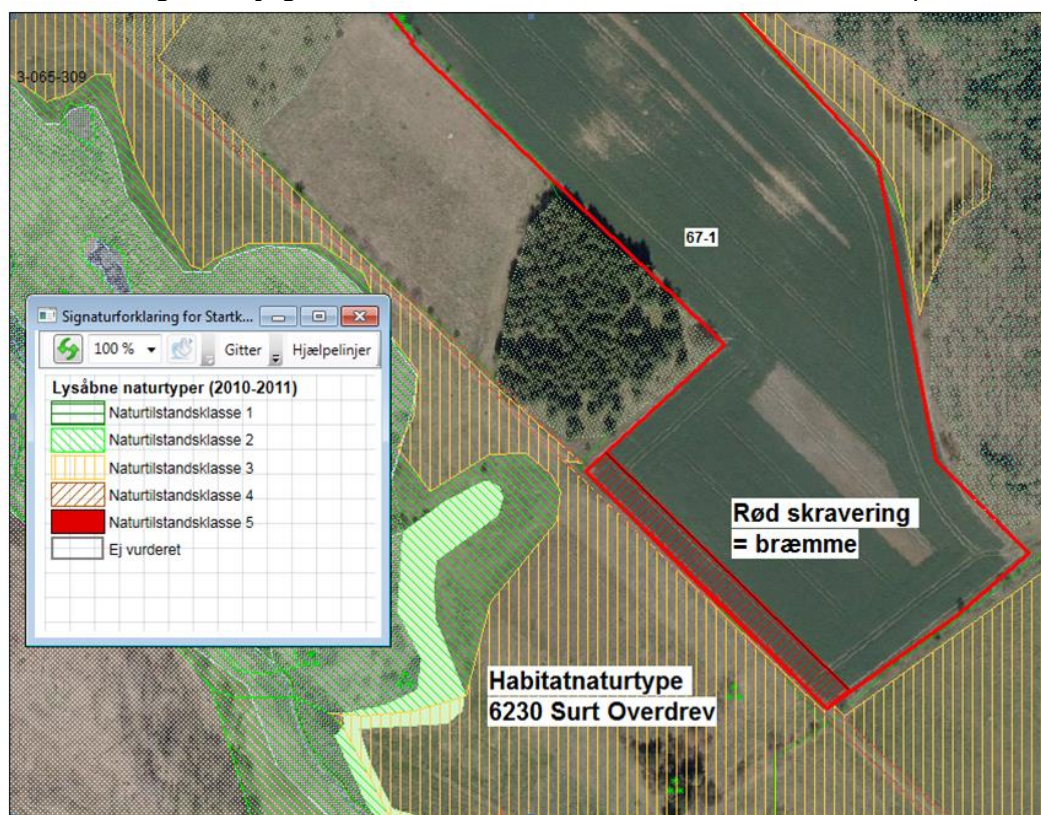 3-065-309
67-1
Signaturforklaring for Startk...
100 %
Gitter
Hjælpelinjer
Lysåbne naturtyper (2010-2011)
Naturtilstandsklasse 1
Naturtilstandsklasse 2
Naturtilstandsklasse 3
Naturtilstandsklasse 4
Naturtilstandsklasse 5
Ej vurderet
Rød skravering
= bræmme
Habitatnaturtype
6230 Surt Overdrev